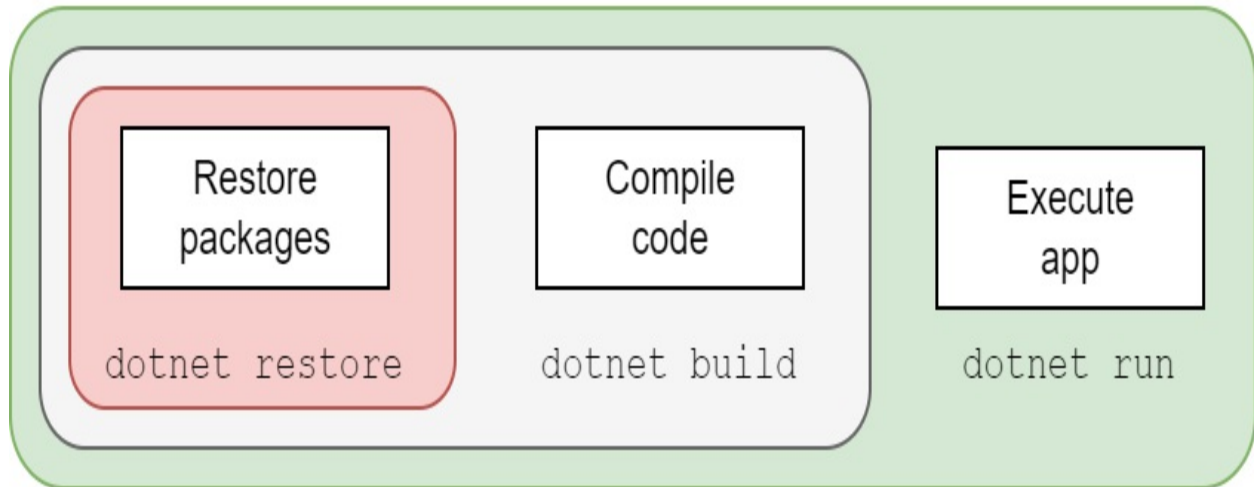 Restore
packages
dotnet restore
Compile
code
dotnet build
Execute
app
dotnet run